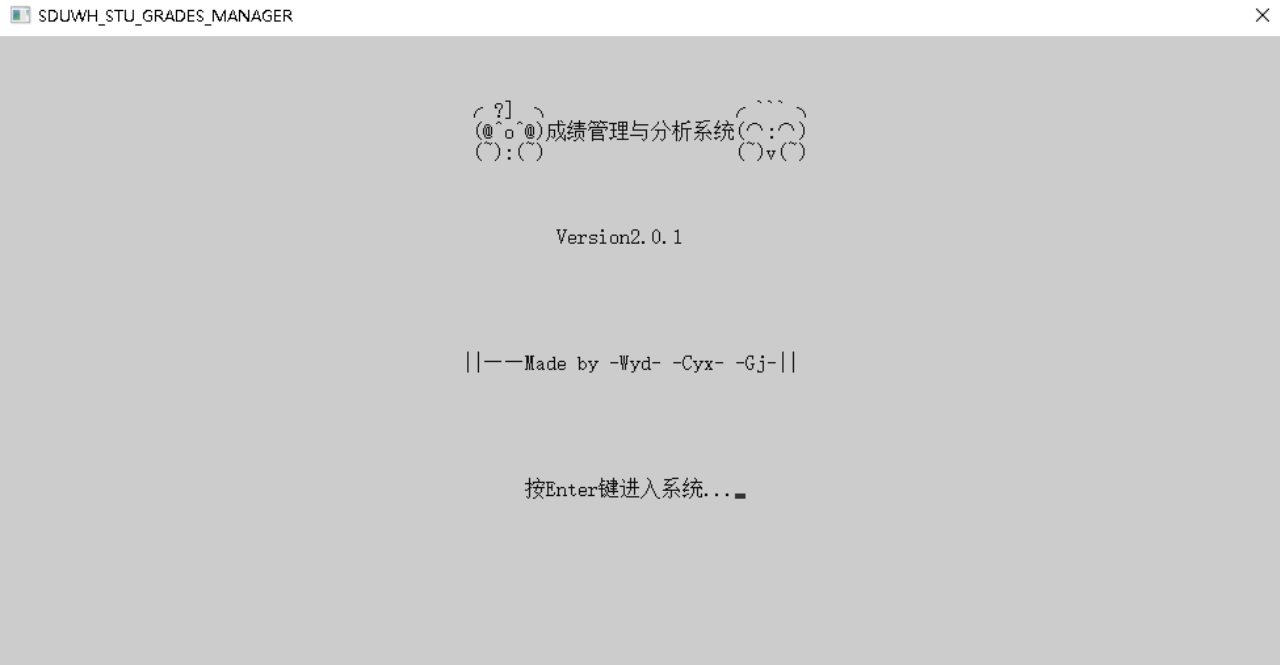 SDUWH_STU_GRADES_MANAGER
╭ ?] ╮ ╭ ``` ╮
(@^o^@)成绩管理与分析系统(⌒:⌒)
(~):(~) (~)v(~)
Version2.0.1
||——Made by -Wyd- -Cyx- -Gj-||
按Enter键进入系统...